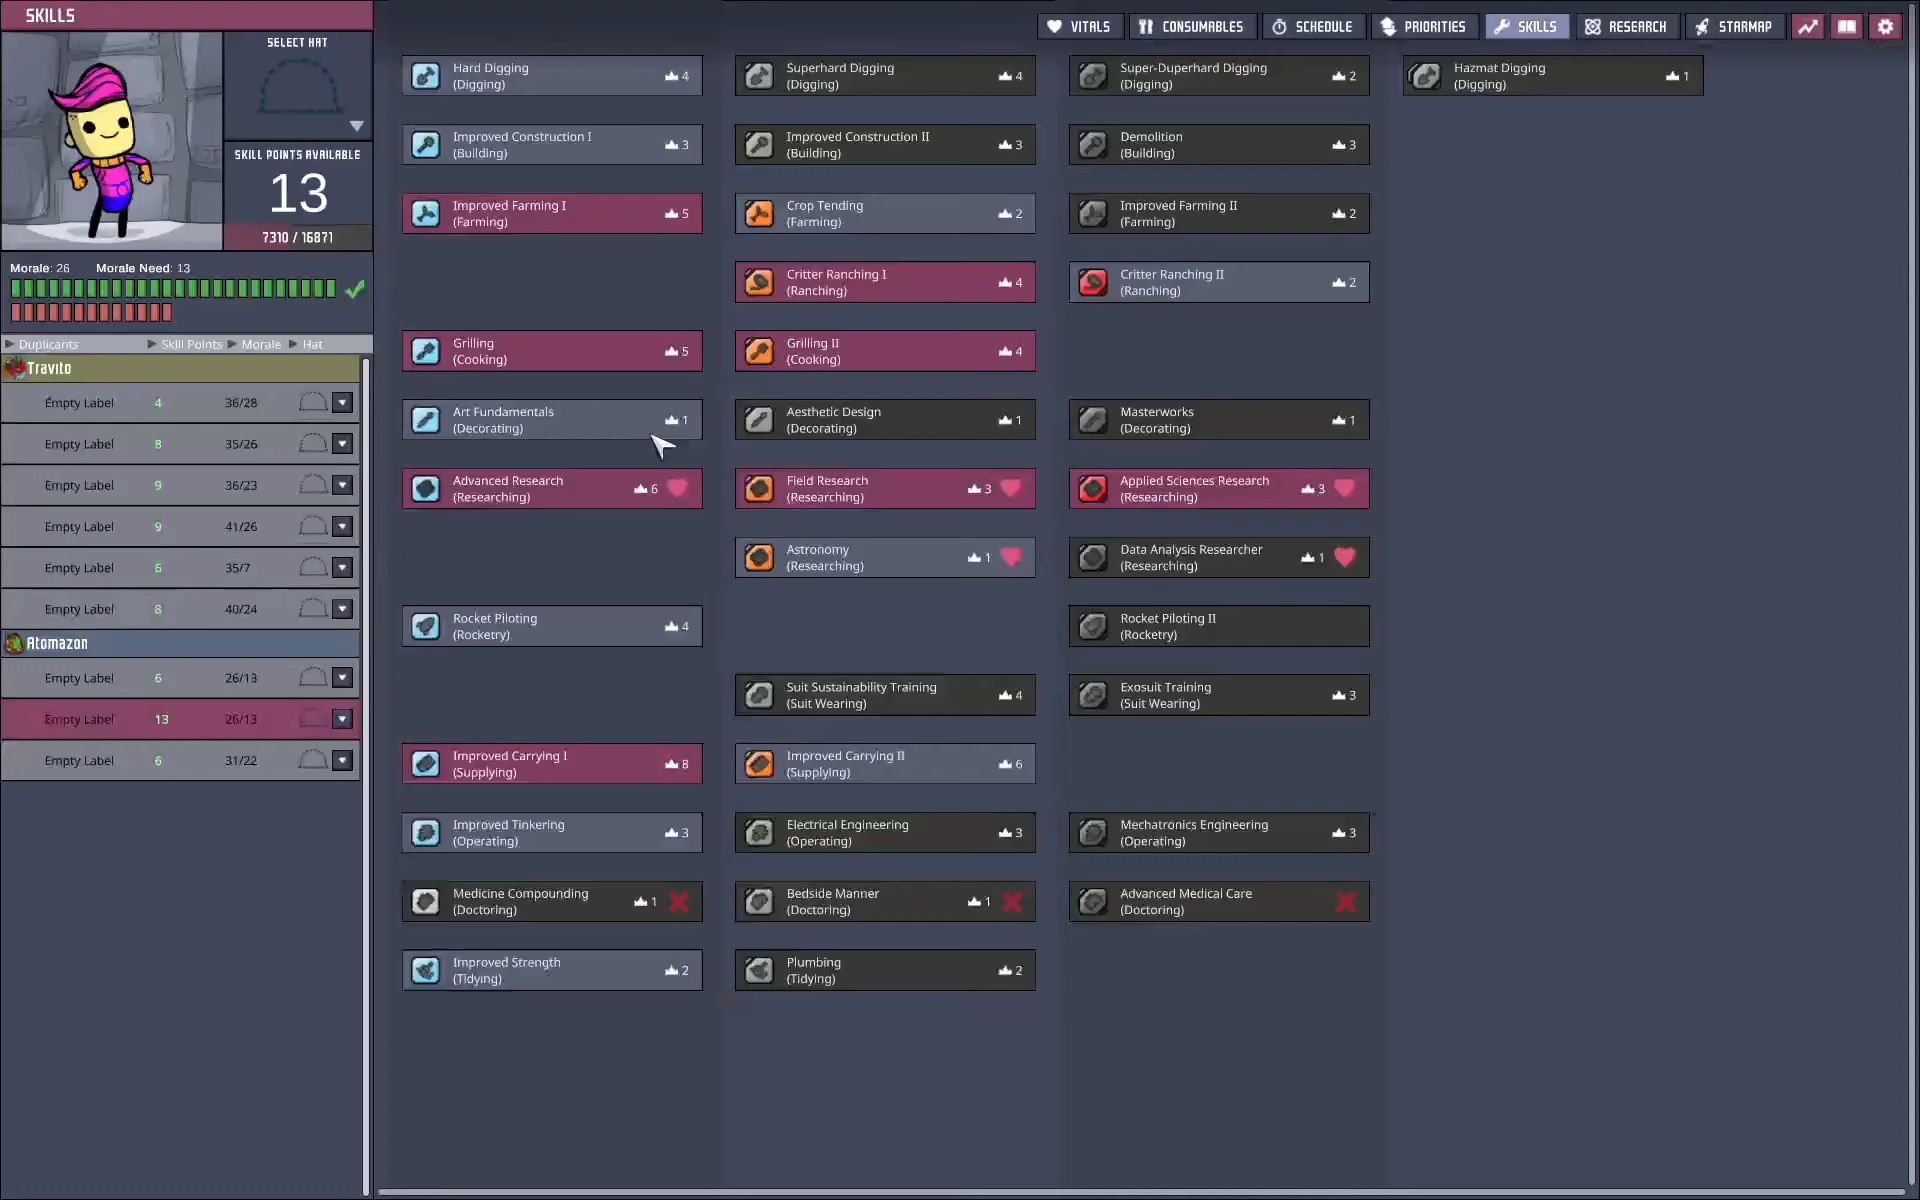 SKILLS
VITALS
CONSUMABLES
SCHEDULE
PRIORITIES
SKILLS
RESEARCH
STARMAP
SELECT HAT
SKILL POINTS AVAILABLE
13
7310 / 16871
Morale: 26 Morale Need: 13
Duplicants Skill Points Morale Hat
Travito
Empty Label 4 36/28
Empty Label 8 35/26
Empty Label 9 36/23
Empty Label 9 41/26
Empty Label 35/7
Empty Label 8 40/24
Atomazon
Empty Label 6 26/13
Empty Label 13 26/13
Empty Label 6 31/22
Hard Digging
(Digging)
4
Superhard Digging
(Digging)
4
Super-Duperhard Digging
(Digging)
2
Hazmat Digging
(Digging)
1
Improved Construction I
(Building)
3
Improved Construction II
(Building)
3
Demolition
(Building)
3
Improved Farming I
(Farming)
5
Crop Tending
(Farming)
2
Improved Farming II
(Farming)
2
Critter Ranching I
(Ranching)
4
Critter Ranching II
(Ranching)
2
Grilling
(Cooking)
5
Grilling II
(Cooking)
4
Art Fundamentals
(Decorating)
1
Aesthetic Design
(Decorating)
1
Masterworks
(Decorating)
1
Advanced Research
(Researching)
6
Field Research
(Researching)
3
Applied Sciences Research
(Researching)
3
Astronomy
(Researching)
1
Data Analysis Researcher
(Researching)
1
Rocket Piloting
(Rocketry)
4
Rocket Piloting II
(Rocketry)
Suit Sustainability Training
(Suit Wearing)
4
Exosuit Training
(Suit Wearing)
3
Improved Carrying I
(Supplying)
8
Improved Carrying II
(Supplying)
6
Improved Tinkering
(Operating)
3
Electrical Engineering
(Operating)
3
Mechatronics Engineering
(Operating)
3
Medicine Compounding
(Doctoring)
1
Bedside Manner
(Doctoring)
1
Advanced Medical Care
(Doctoring)
Improved Strength
(Tidying)
2
Plumbing
(Tidying)
2